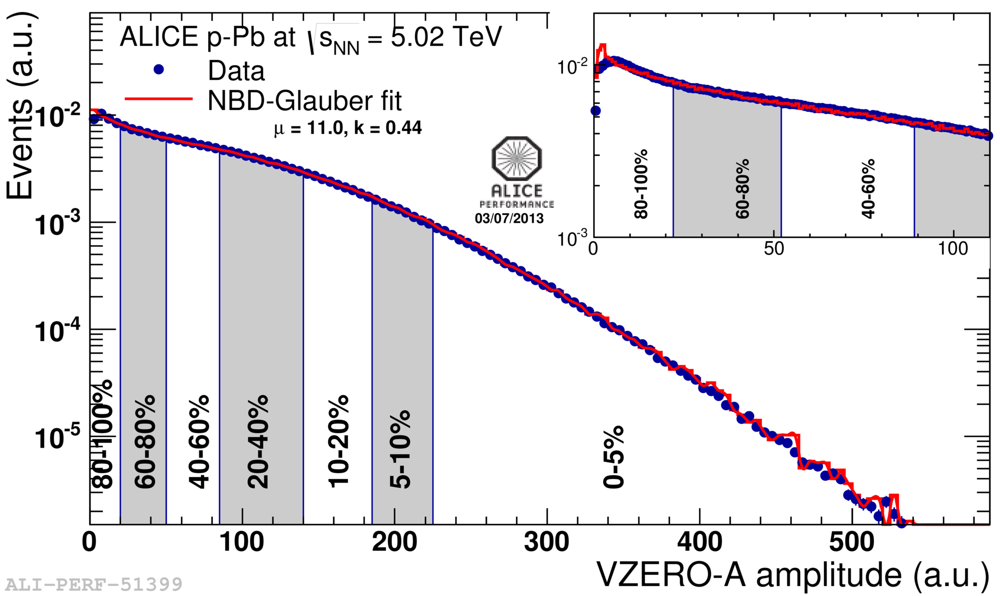 Events (a.u.)
ALICE p-Pb at √sNN = 5.02 TeV
Data
NBD-Glauber fit
μ = 11.0, k = 0.44
ALICE
PERFORMANCE
03/07/2013
10-2
10-3
10-4
10-5
80-100%
60-80%
40-60%
20-40%
10-20%
5-10%
0-5%
0
100
200
300
400
500
VZERO-A amplitude (a.u.)
10-2
10-3
80-100%
60-80%
40-60%
0
50
100
ALI-PERF-51399